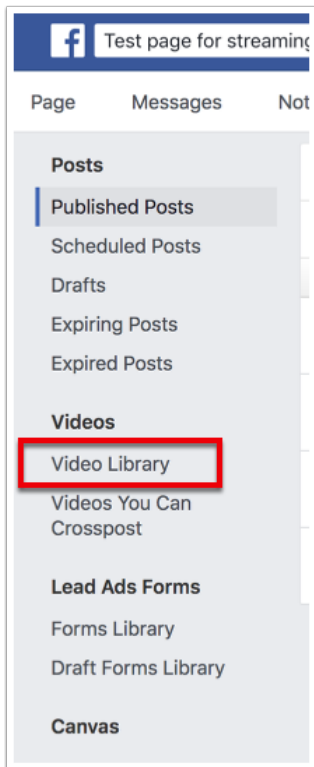 f Test page for streaming
Page Messages Not
Posts
Published Posts
Scheduled Posts
Drafts
Expiring Posts
Expired Posts
Videos
Video Library
Videos You Can
Crosspost
Lead Ads Forms
Forms Library
Draft Forms Library
Canvas